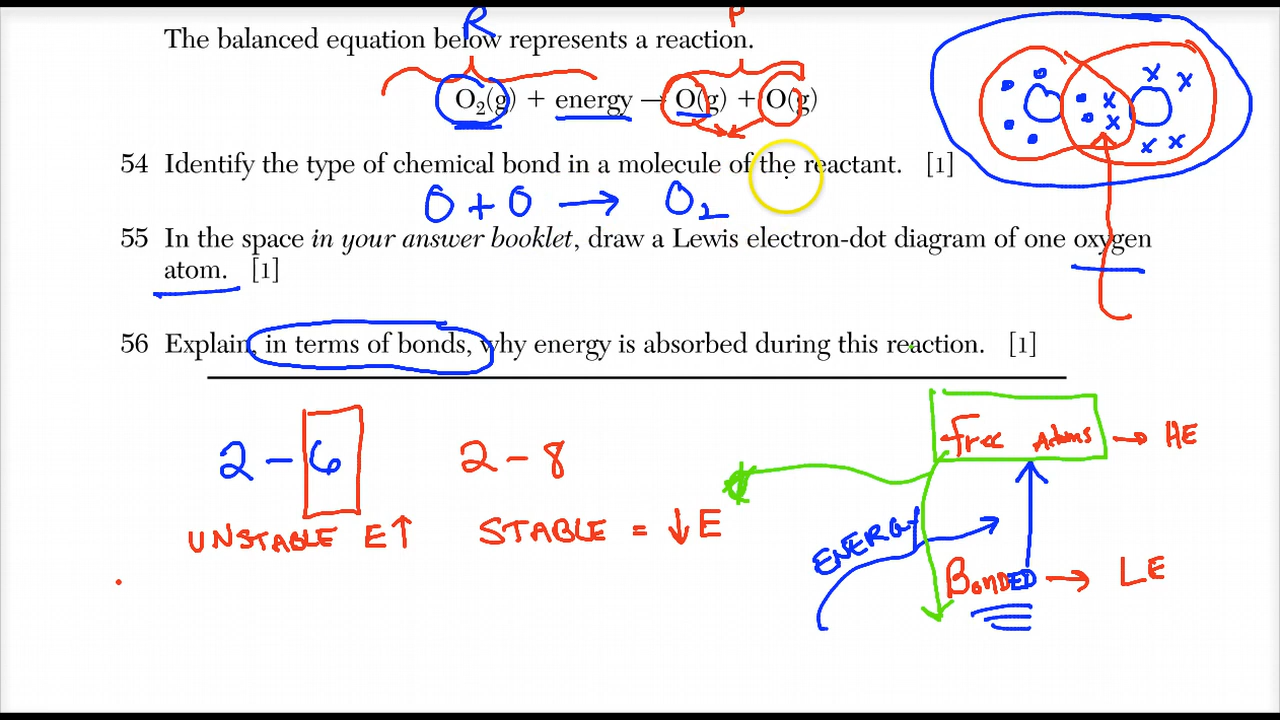 R P
The balanced equation below represents a reaction.
O₂(g) + energy → O(g) + O(g)
54 Identify the type of chemical bond in a molecule of the reactant. [1]
O + O → O₂
55 In the space in your answer booklet, draw a Lewis electron-dot diagram of one oxygen
atom. [1]
56 Explain, in terms of bonds, why energy is absorbed during this reaction. [1]
Free Atoms → HE
2 – 6 2 – 8
UNSTABLE E↑ STABLE = ↓E
ENERGY
BonDED → LE